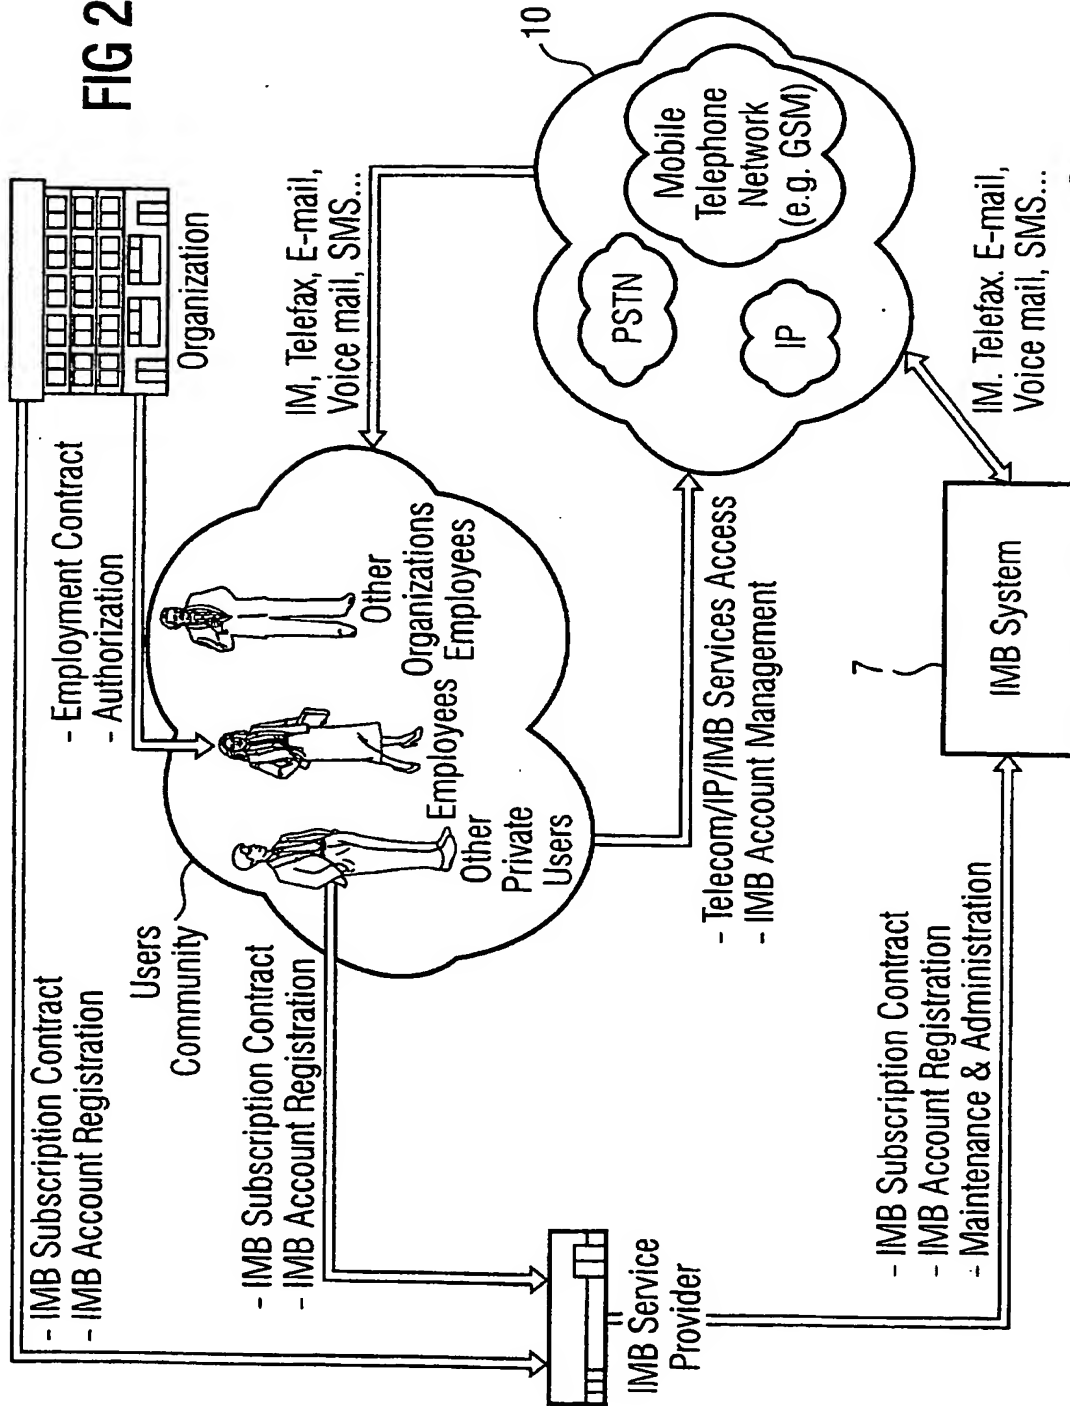 FIG 2
Organization
- IMB Subscription Contract
- IMB Account Registration
- Employment Contract
- Authorization
Users
Community
- IMB Subscription Contract
- IMB Account Registration
Other
Private
Users
Employees
Other
Organizations
Employees
IM, Telefax, E-mail,
Voice mail, SMS...
10
PSTN
IP
Mobile
Telephone
Network
(e.g. GSM)
- Telecom/IP/IMB Services Access
- IMB Account Management
IMB Service
Provider
- IMB Subscription Contract
- IMB Account Registration
- Maintenance & Administration
7
IMB System
IM. Telefax. E-mail,
Voice mail, SMS...